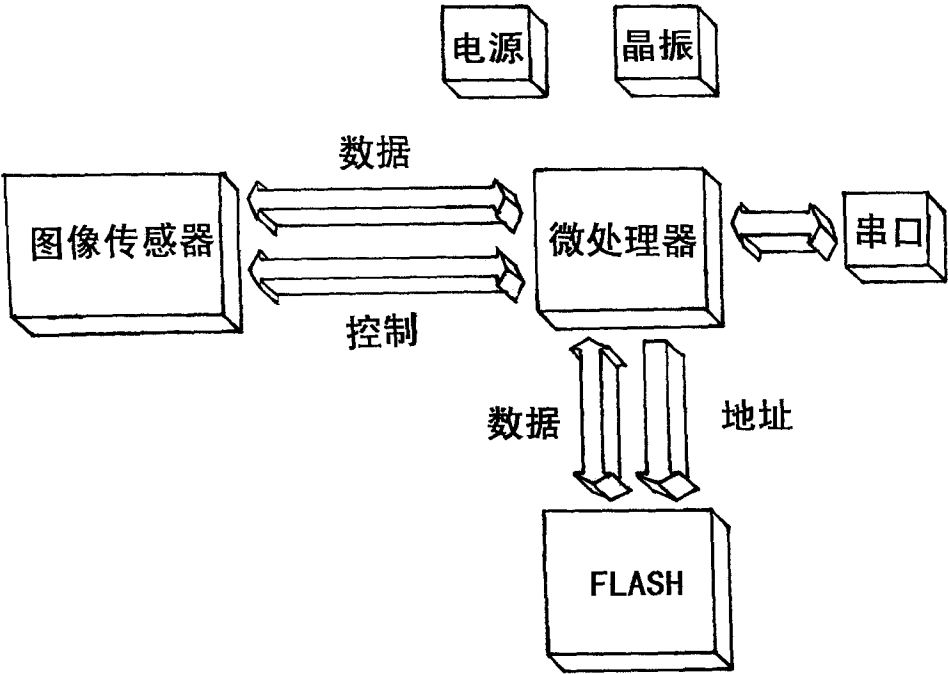 电源
晶振
数据
图像传感器
微处理器
串口
控制
数据
地址
FLASH